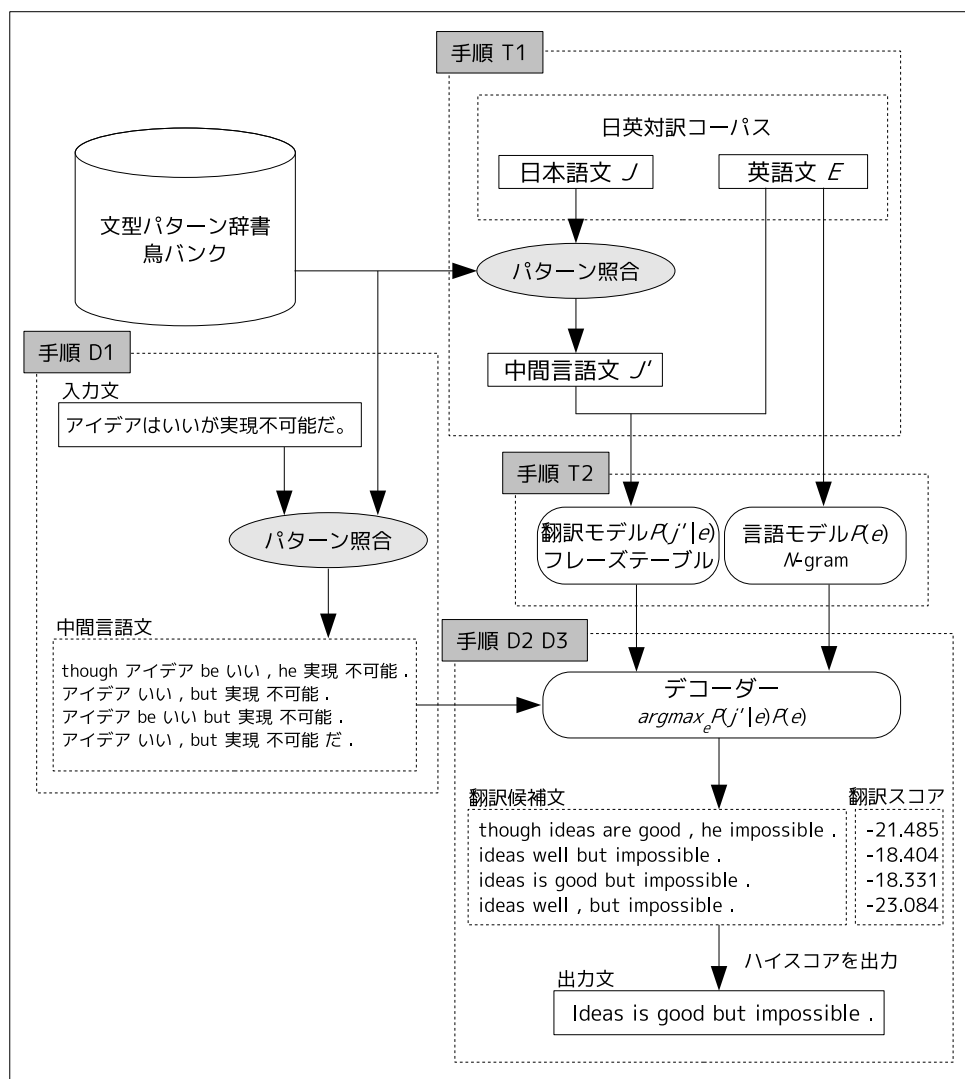 手順 T1
日英対訳コーパス
日本語文 J
英語文 E
文型パターン辞書
鳥バンク
パターン照合
中間言語文 J'
手順 D1
入力文
アイデアはいいが実現不可能だ。
パターン照合
中間言語文
though アイデア be いい , he 実現 不可能 .
アイデア いい , but 実現 不可能 .
アイデア be いい but 実現 不可能 .
アイデア いい , but 実現 不可能 だ .
手順 T2
翻訳モデルP(j'|e)
フレーズテーブル
言語モデルP(e)
N-gram
手順 D2 D3
デコーダー
argmaxₑP(j'|e)P(e)
翻訳候補文
翻訳スコア
though ideas are good , he impossible . -21.485
ideas well but impossible . -18.404
ideas is good but impossible . -18.331
ideas well , but impossible . -23.084
ハイスコアを出力
出力文
Ideas is good but impossible .